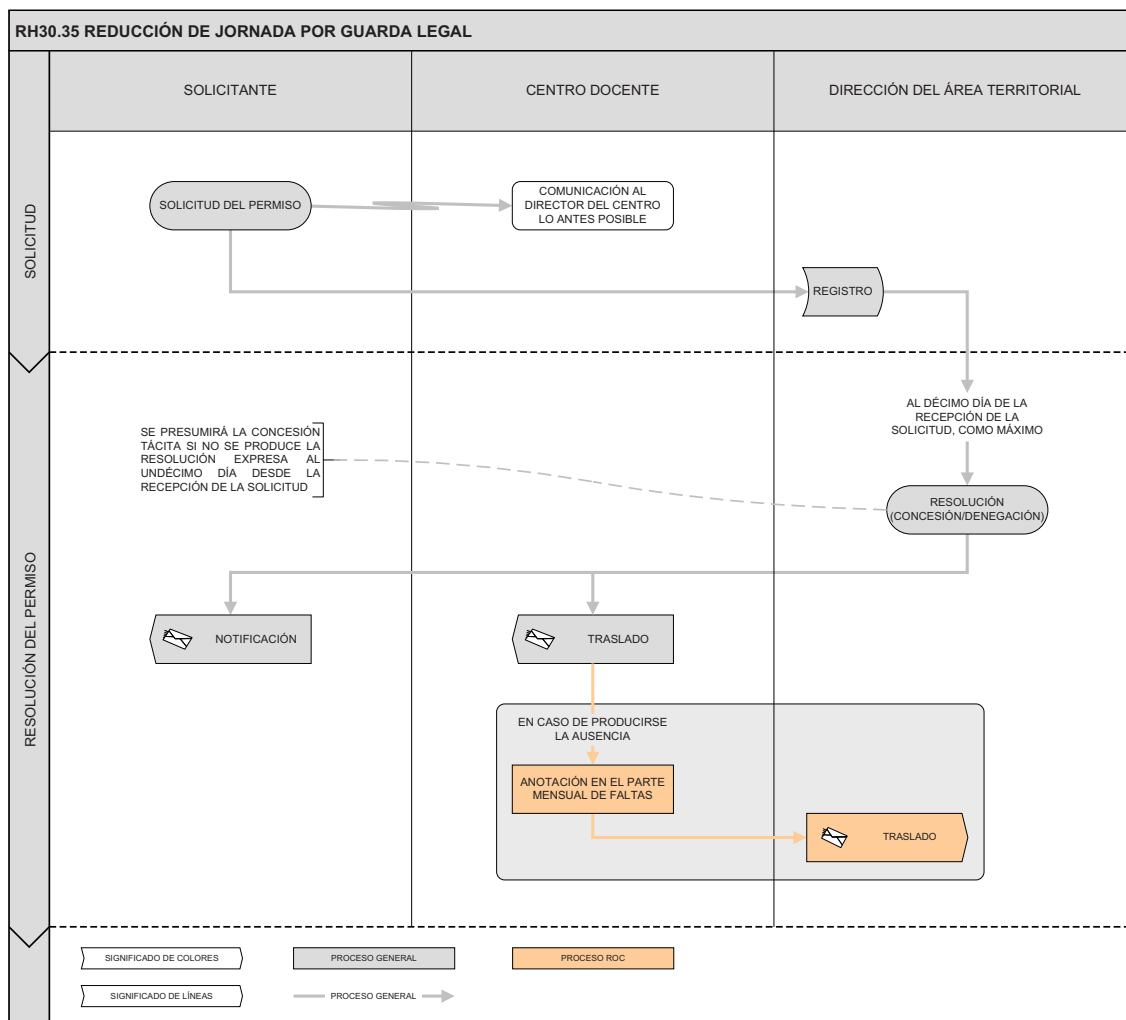 RH30.35 REDUCCIÓN DE JORNADA POR GUARDA LEGAL
SOLICITANTE
CENTRO DOCENTE
DIRECCIÓN DEL ÁREA TERRITORIAL
SOLICITUD
SOLICITUD DEL PERMISO
COMUNICACIÓN AL
DIRECTOR DEL CENTRO
LO ANTES POSIBLE
REGISTRO
RESOLUCIÓN DEL PERMISO
AL DÉCIMO DÍA DE LA
RECEPCIÓN DE LA
SOLICITUD, COMO MÁXIMO
SE PRESUMIRÁ LA CONCESIÓN
TÁCITA SI NO SE PRODUCE LA
RESOLUCIÓN EXPRESA AL
UNDÉCIMO DÍA DESDE LA
RECEPCIÓN DE LA SOLICITUD
RESOLUCIÓN
(CONCESIÓN/DENEGACIÓN)
NOTIFICACIÓN
TRASLADO
EN CASO DE PRODUCIRSE
LA AUSENCIA
ANOTACIÓN EN EL PARTE
MENSUAL DE FALTAS
TRASLADO
SIGNIFICADO DE COLORES
PROCESO GENERAL
PROCESO ROC
SIGNIFICADO DE LÍNEAS
PROCESO GENERAL